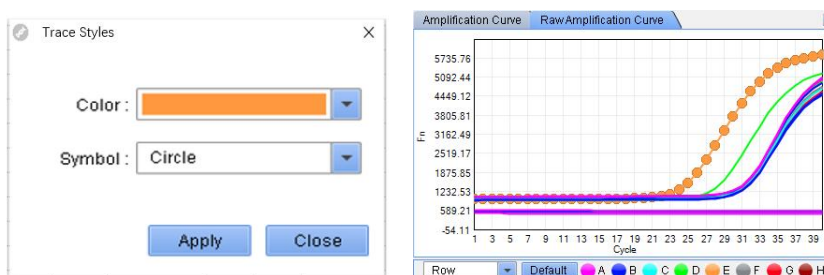 Trace Styles
Color :
Symbol : Circle
Apply Close
Amplification Curve Raw Amplification Curve
5735.76
5092.44
4449.12
3805.81
3162.49
2519.17
1875.85
1232.53
589.21
-54.11
Fn
1 3 5 7 9 11 13 15 17 19 21 23 25 27 29 31 33 35 37 39
Cycle
Row Default A B C D E F G H